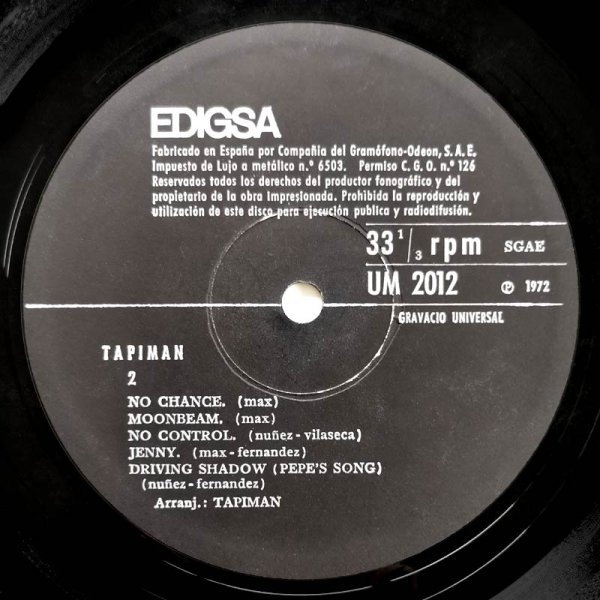 EDIGSA
Fabricado en España por Compañia del Gramófono-Odeon, S.A.E.
Impuesto de Lujo a metálico n.° 6503. Permiso C.G.O. n.° 126
Reservados todos los derechos del productor fonográfico y del
propietario de la obra impresionada. Prohibida la reproducción y
utilización de este disco para ejecución publica y radiodifusión.
33 1/3 rpm SGAE
UM 2012 Ⓟ 1972
GRAVACIO UNIVERSAL
TAPIMAN
2
NO CHANCE. (max)
MOONBEAM. (max)
NO CONTROL. (nuñez - vilaseca)
JENNY. (max - fernandez)
DRIVING SHADOW (PEPE'S SONG)
(nuñez - fernandez)
Arranj.: TAPIMAN